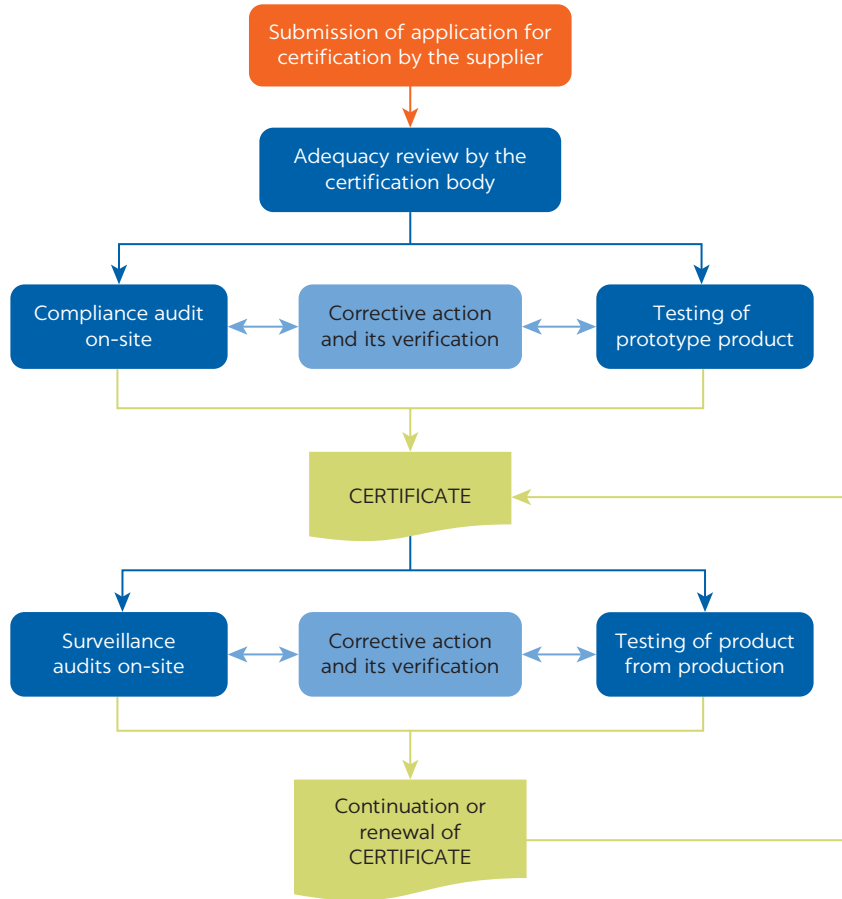 Submission of application for
certification by the supplier
Adequacy review by the
certification body
Compliance audit
on-site
Corrective action
and its verification
Testing of
prototype product
CERTIFICATE
Surveillance
audits on-site
Corrective action
and its verification
Testing of product
from production
Continuation or
renewal of
CERTIFICATE